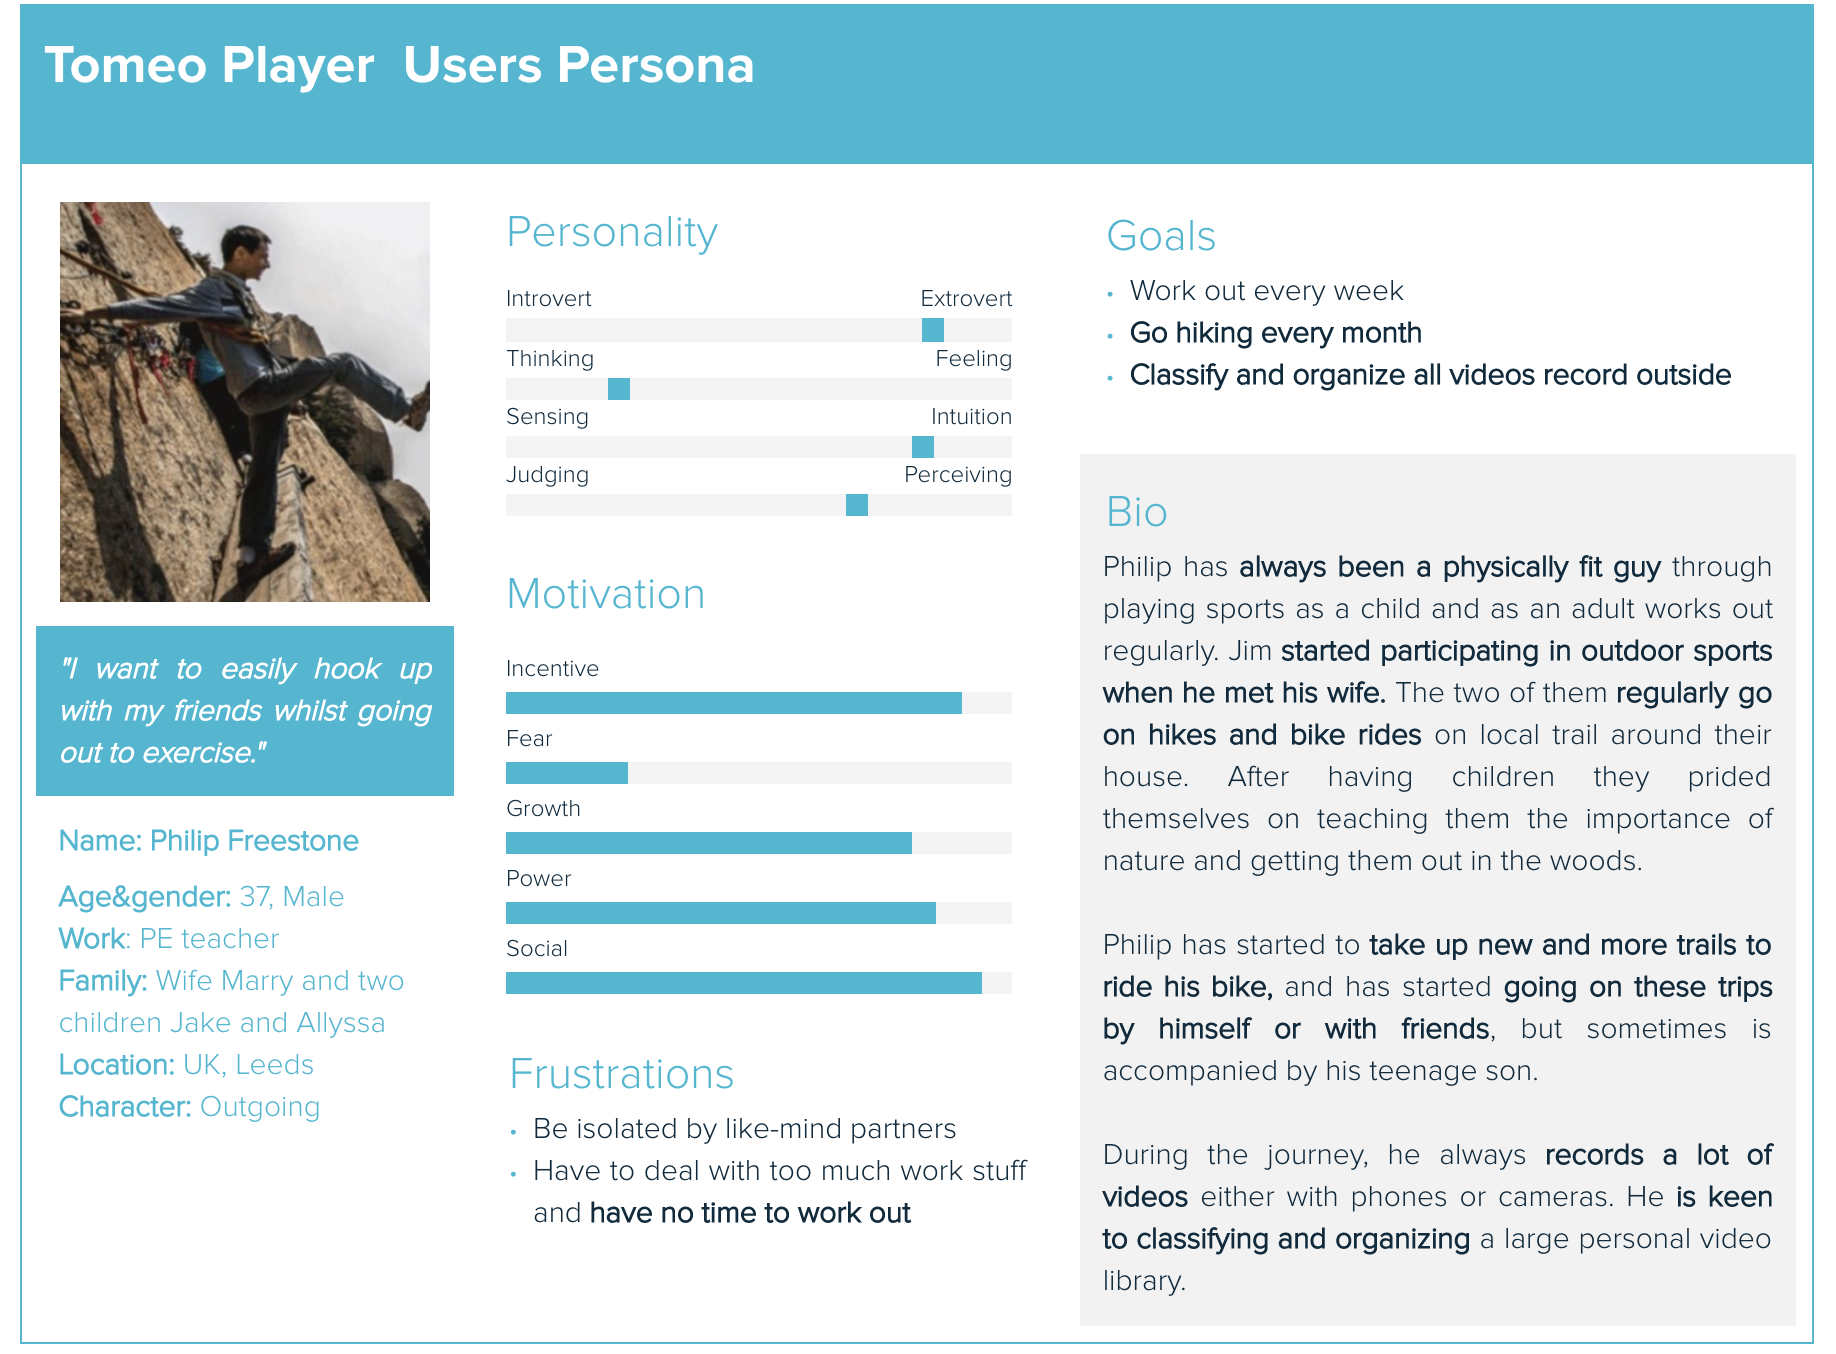 Tomeo Player  Users Persona
"I want to easily hook up
with my friends whilst going
out to exercise."
Name: Philip Freestone
Age&gender: 37, Male
Work: PE teacher
Family: Wife Marry and two
children Jake and Allyssa
Location: UK, Leeds
Character: Outgoing
Personality
Introvert Extrovert
Thinking Feeling
Sensing Intuition
Judging Perceiving
Motivation
Incentive
Fear
Growth
Power
Social
Frustrations
• Be isolated by like-mind partners
• Have to deal with too much work stuff
and have no time to work out
Goals
• Work out every week
• Go hiking every month
• Classify and organize all videos record outside
Bio
Philip has always been a physically fit guy through
playing sports as a child and as an adult works out
regularly. Jim started participating in outdoor sports
when he met his wife. The two of them regularly go
on hikes and bike rides on local trail around their
house. After having children they prided
themselves on teaching them the importance of
nature and getting them out in the woods.
Philip has started to take up new and more trails to
ride his bike, and has started going on these trips
by himself or with friends, but sometimes is
accompanied by his teenage son.
During the journey, he always records a lot of
videos either with phones or cameras. He is keen
to classifying and organizing a large personal video
library.